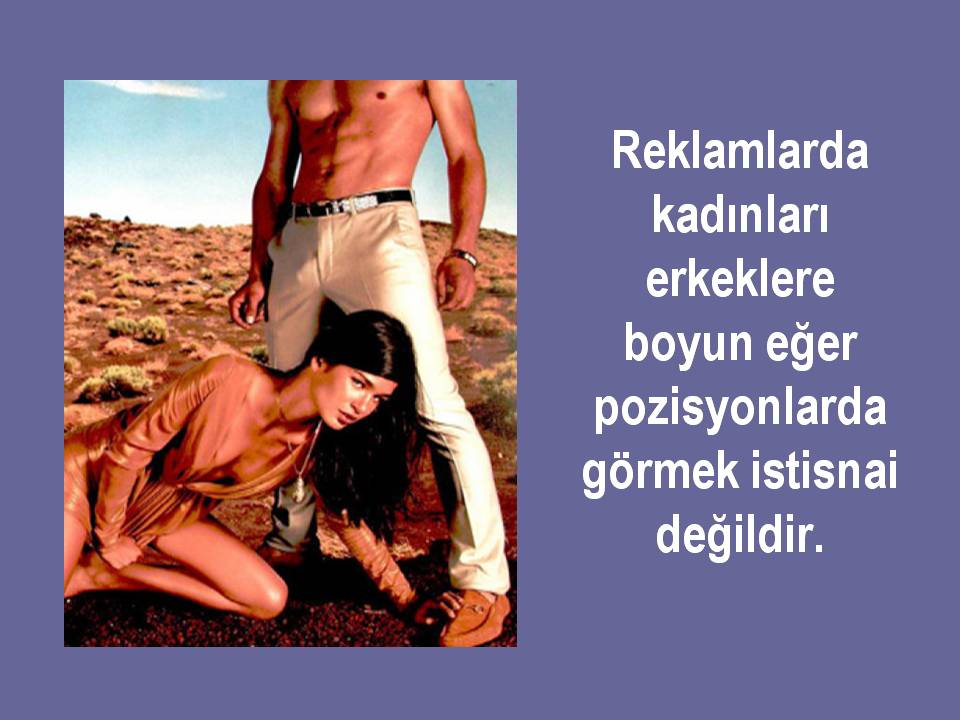 Reklamlarda
kadınları
erkeklere
boyun eğer
pozisyonlarda
görmek istisnai
değildir.